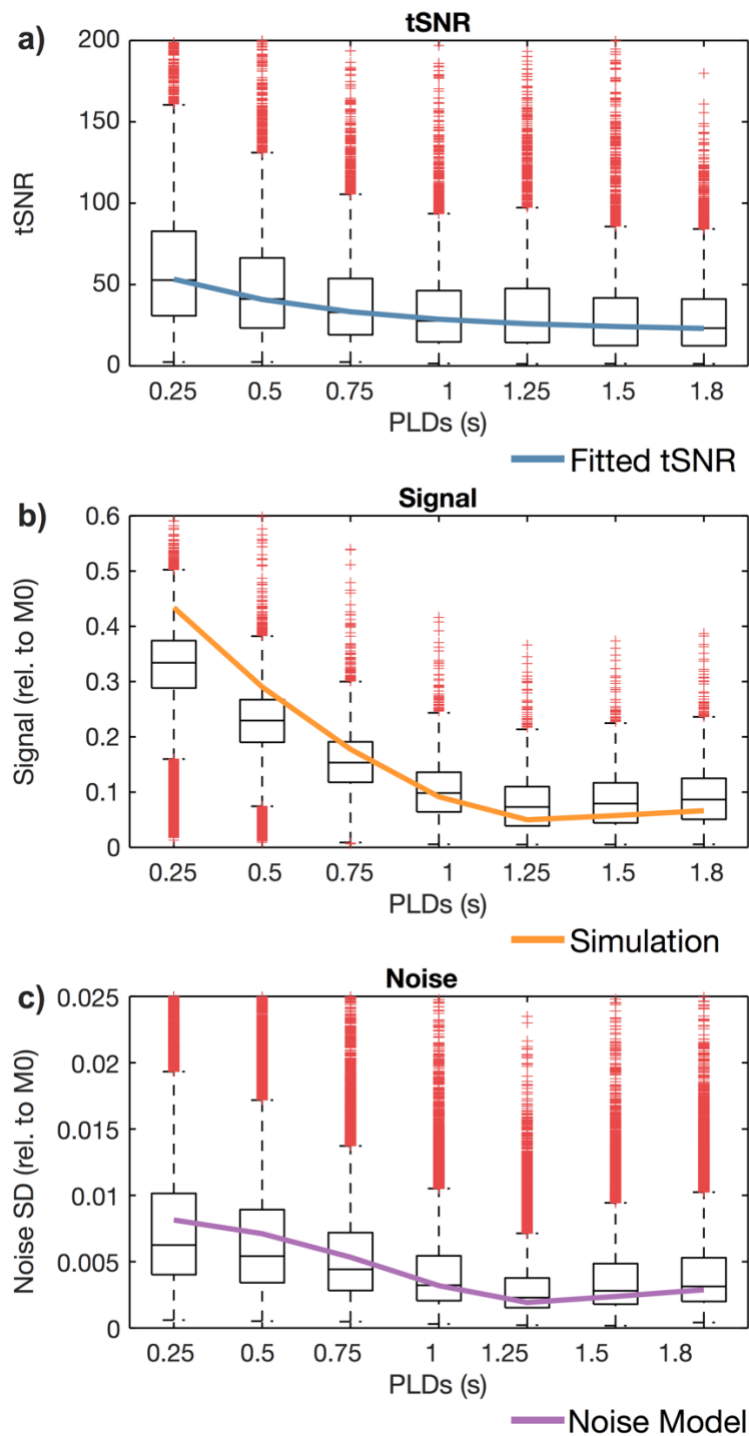 a)
tSNR
200
150
100
50
0
tSNR
0.25 0.5 0.75 1 1.25 1.5 1.8
PLDs (s)
Fitted tSNR
b)
Signal
0.6
0.5
0.4
0.3
0.2
0.1
0
Signal (rel. to M0)
0.25 0.5 0.75 1 1.25 1.5 1.8
PLDs (s)
Simulation
c)
Noise
0.025
0.02
0.015
0.01
0.005
0
Noise SD (rel. to M0)
0.25 0.5 0.75 1 1.25 1.5 1.8
PLDs (s)
Noise Model